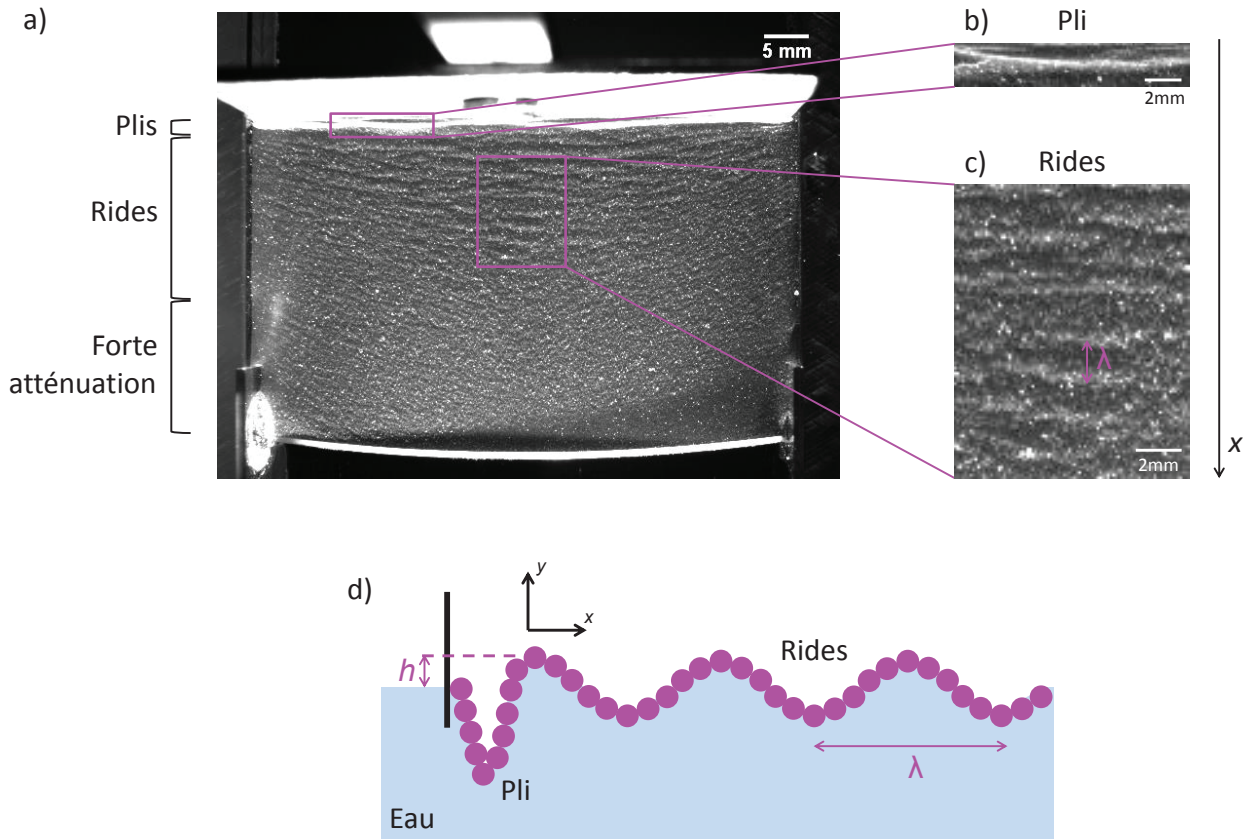 a)
5 mm
Plis
Rides
Forte
atténuation
b) Pli
2mm
c) Rides
λ
2mm
x
d)
y
x
h
Rides
λ
Pli
Eau